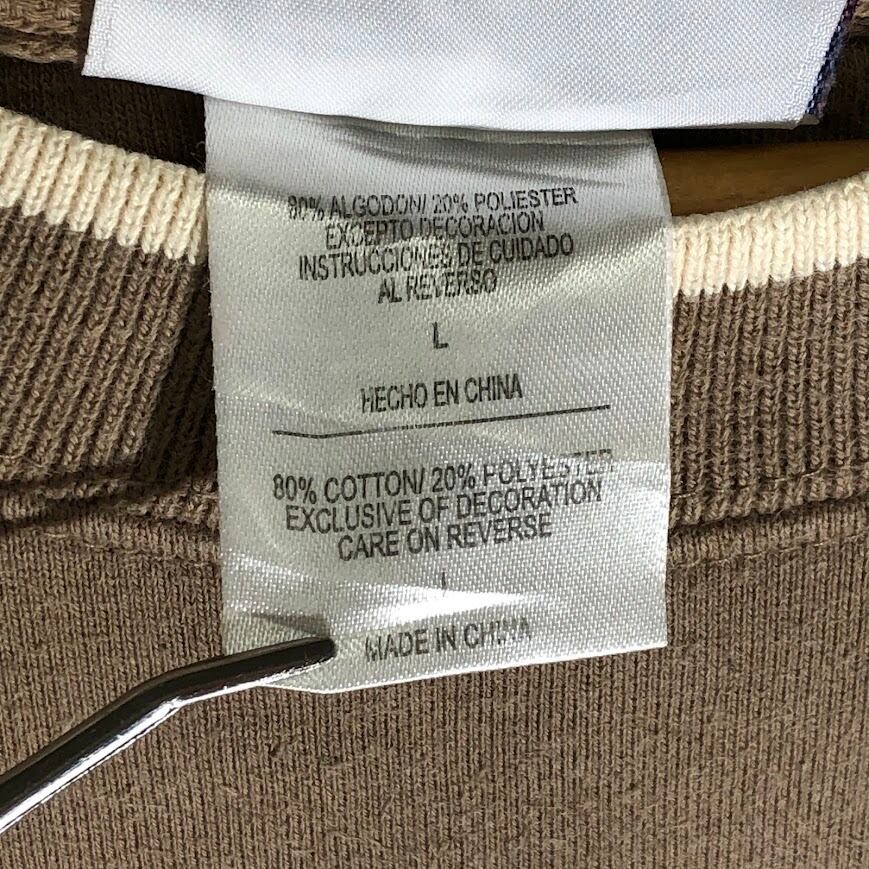 80% ALGODON/ 20% POLIESTER
EXCEPTO DECORACION
INSTRUCCIONES DE CUIDADO
AL REVERSO
L
HECHO EN CHINA
80% COTTON/ 20% POLYESTER
EXCLUSIVE OF DECORATION
CARE ON REVERSE
L
MADE IN CHINA